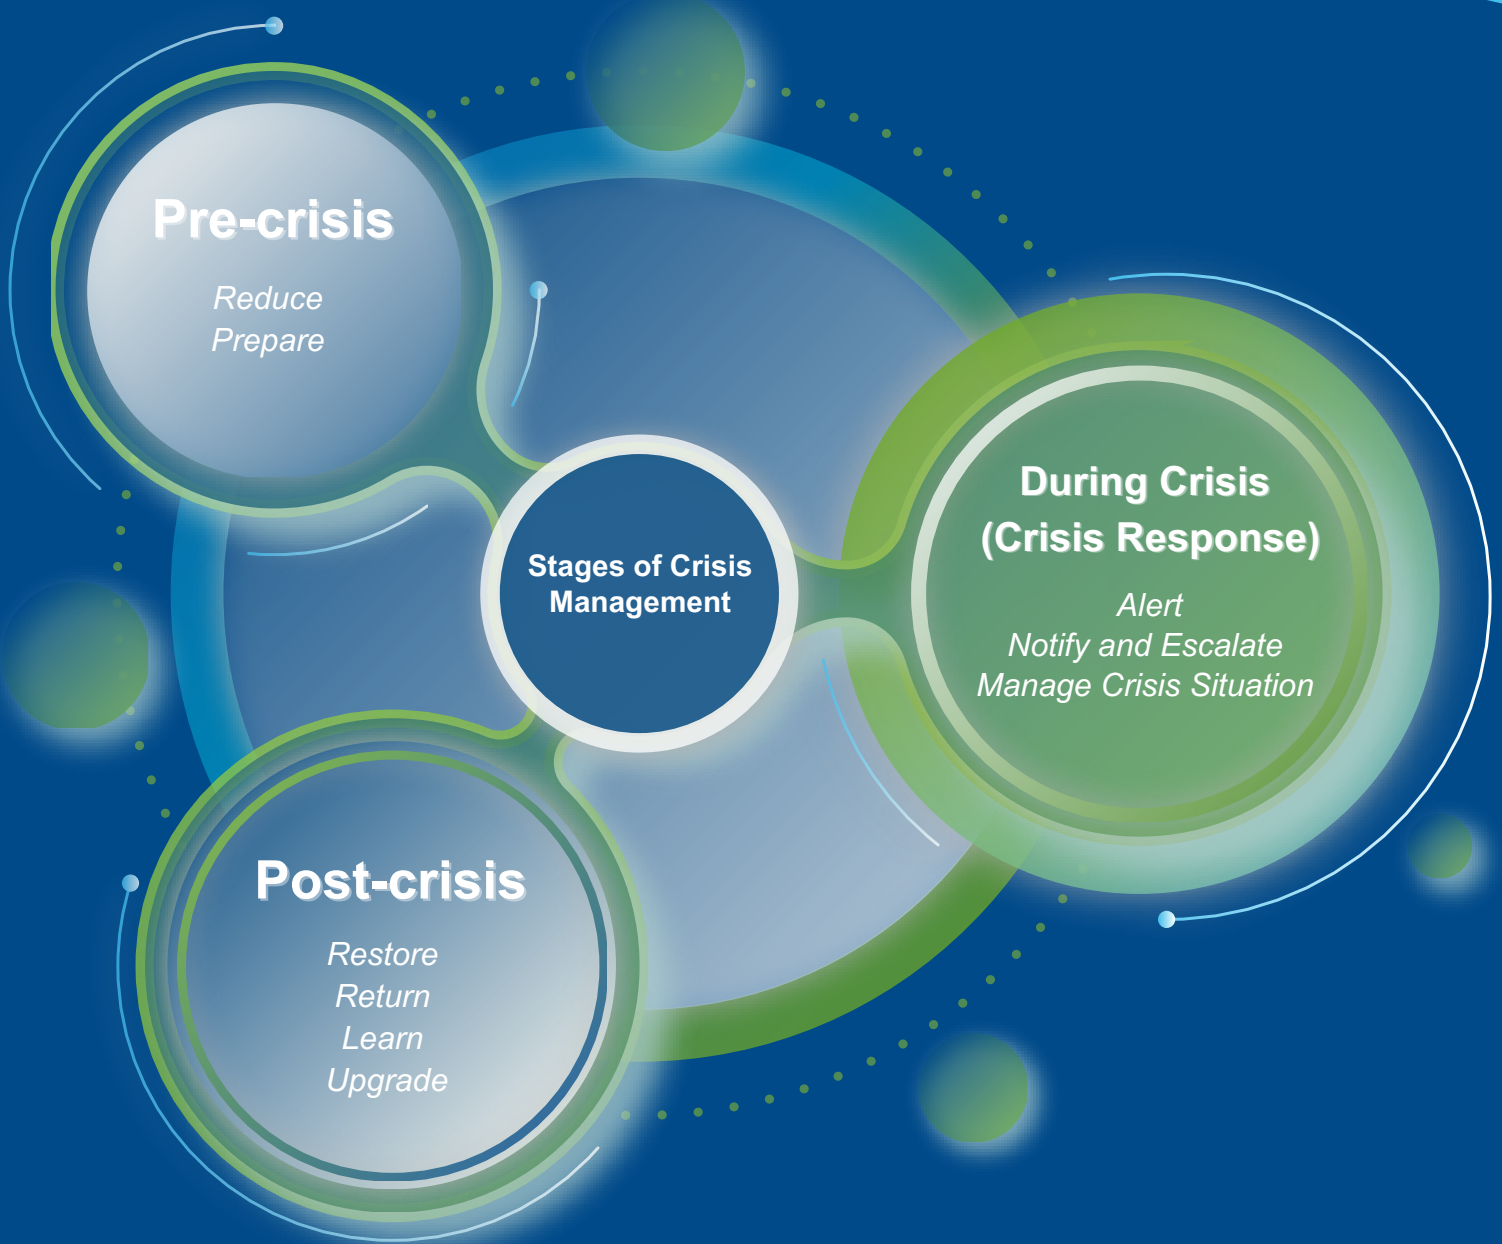 Pre-crisis
Reduce
Prepare
Stages of Crisis
Management
During Crisis
(Crisis Response)
Alert
Notify and Escalate
Manage Crisis Situation
Post-crisis
Restore
Return
Learn
Upgrade